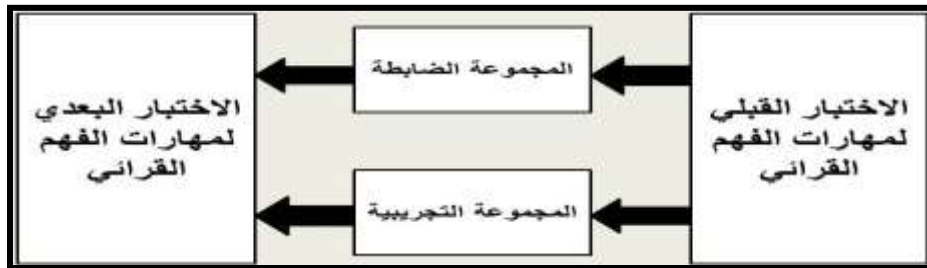 الاختبار القبلي
لمهارات الفهم
القرائي
المجموعة الضابطة
المجموعة التجريبية
الاختبار البعدي
لمهارات الفهم
القرائي